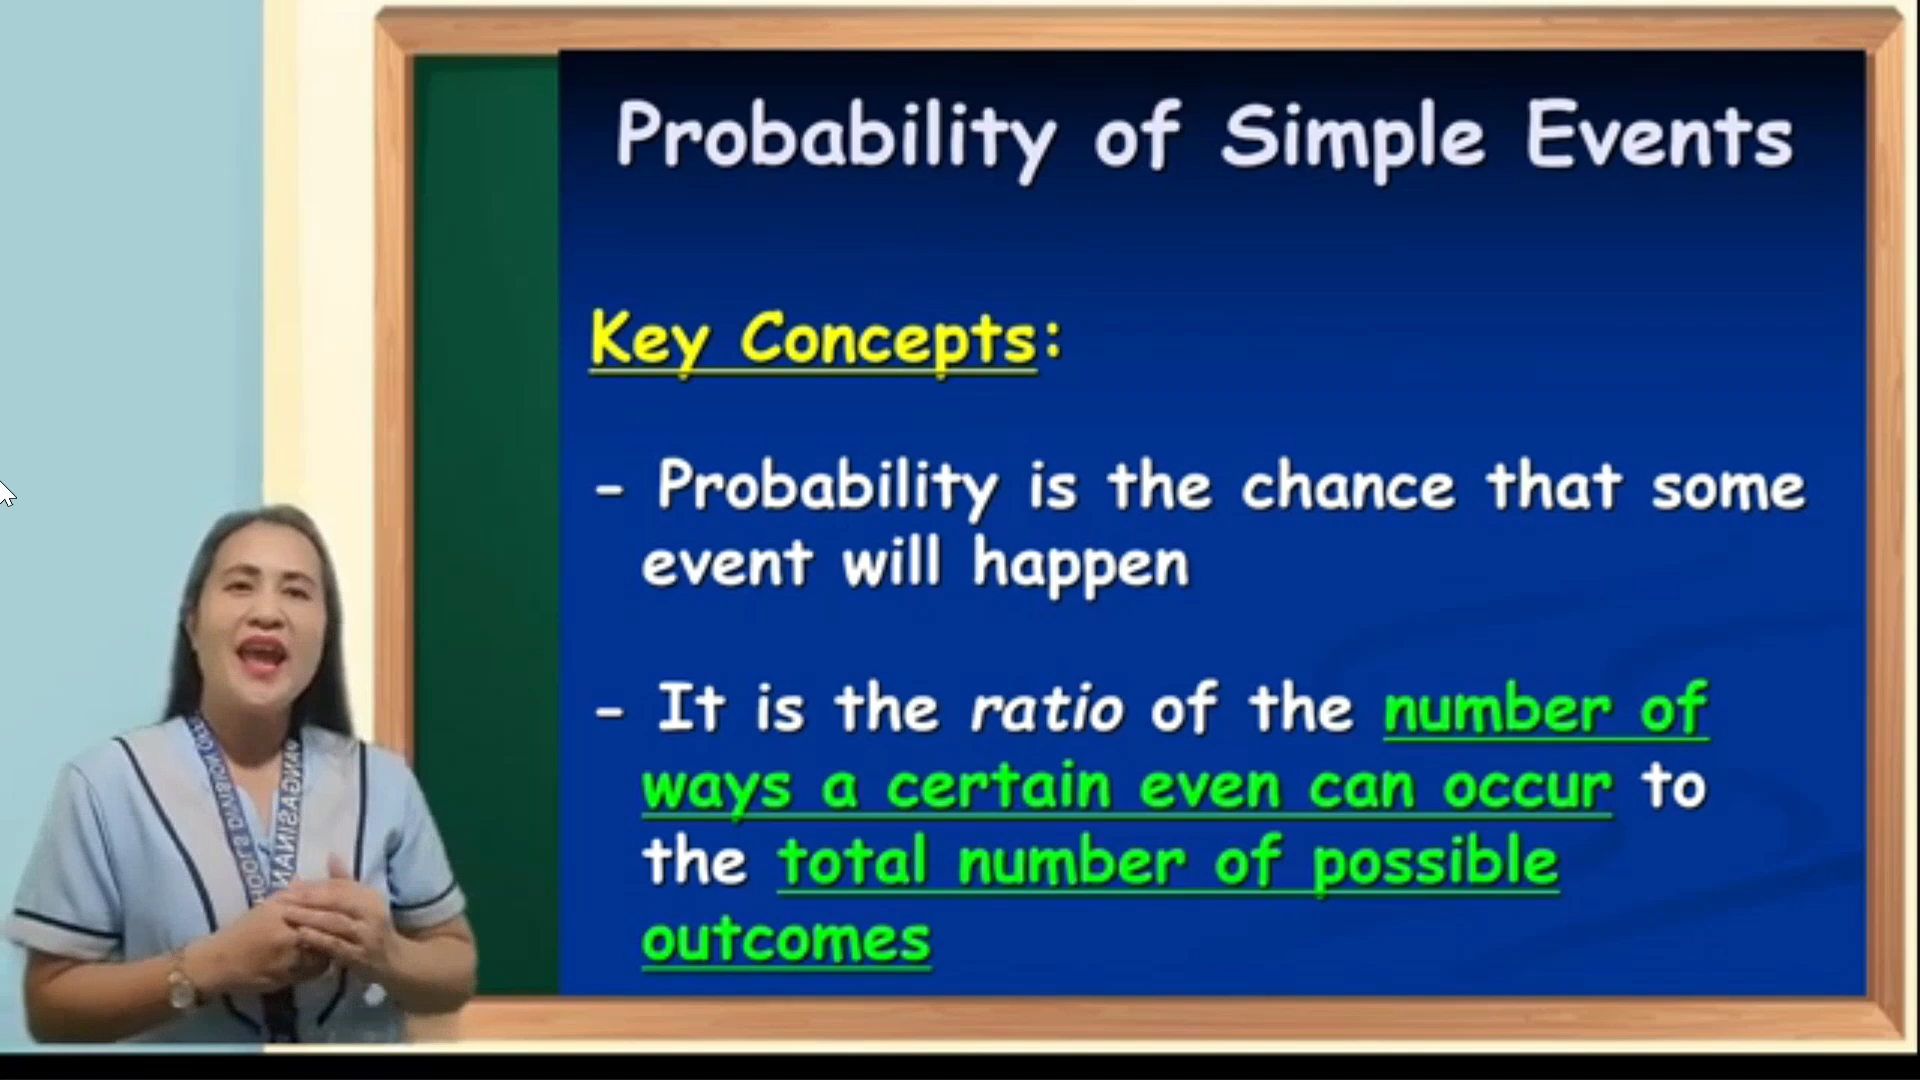 Probability of Simple Events
Key Concepts:
- Probability is the chance that some
event will happen
- It is the ratio of the number of
ways a certain even can occur to
the total number of possible
outcomes